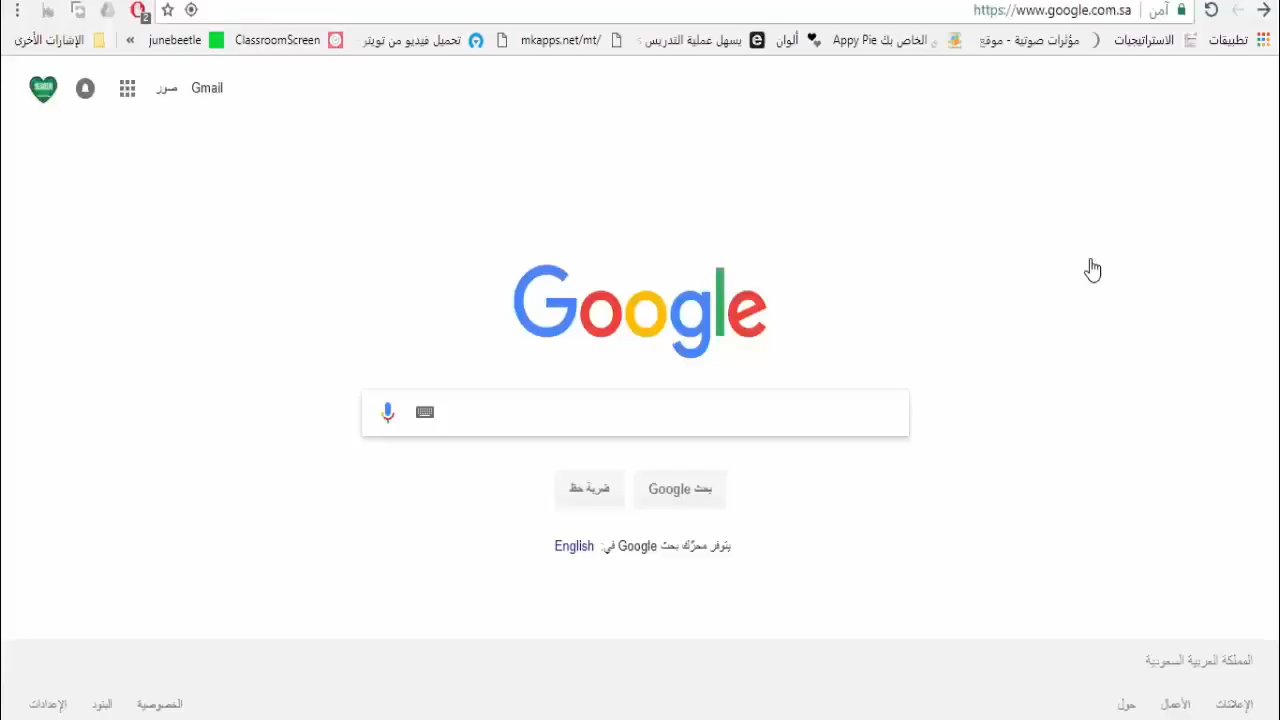 https://www.google.com.sa | آمن
2
تطبيقات الاستراتيجيات مؤثرات صوتية - موقع الخاص بك Appy Pie ألوان يسهل عملية التدريس mkapps.net/mt/ تحميل فيديو من تويتر ClassroomScreen junebeetle » الإشارات الأخرى
Gmail صور
Google
بحث Google ضربة حظ
يتوفر محرّك بحث Google في: English
المملكة العربية السعودية
الإعلانات الأعمال حول الخصوصية البنود الإعدادات